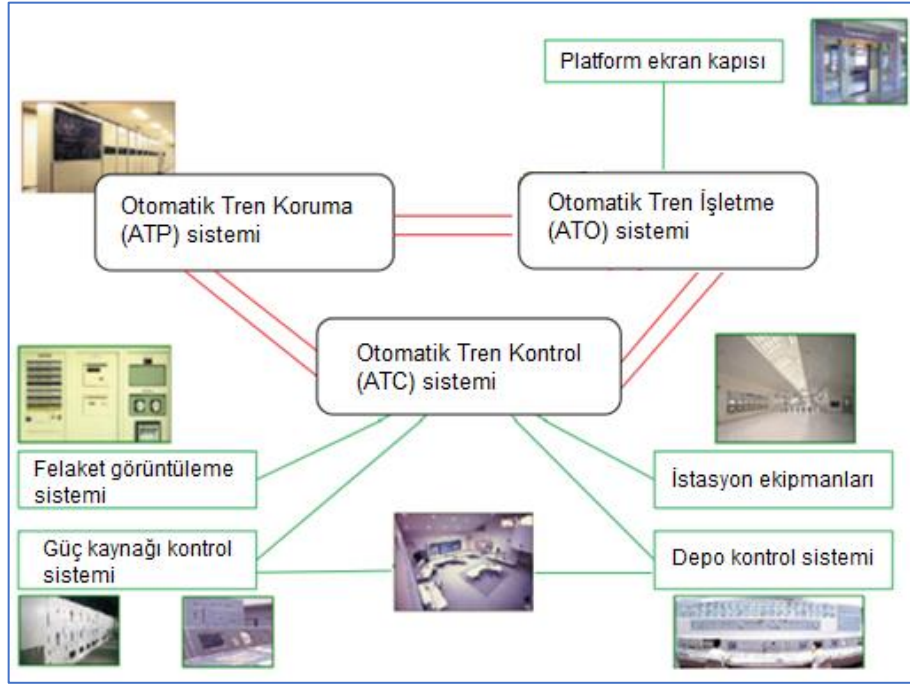 Platform ekran kapısı
Otomatik Tren Koruma
(ATP) sistemi
Otomatik Tren İşletme
(ATO) sistemi
Otomatik Tren Kontrol
(ATC) sistemi
Felaket görüntüleme
sistemi
İstasyon ekipmanları
Güç kaynağı kontrol
sistemi
Depo kontrol sistemi